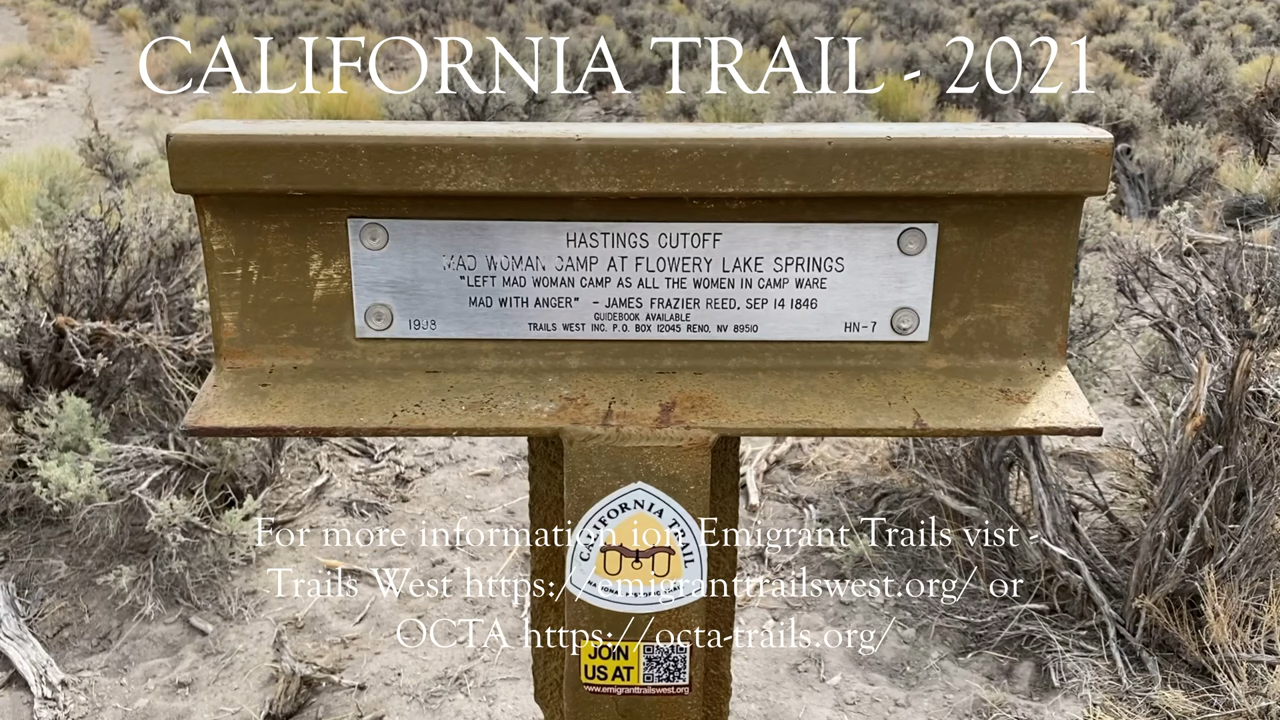 CALIFORNIA TRAIL - 2021
HASTINGS CUTOFF
MAD WOMAN CAMP AT FLOWERY LAKE SPRINGS
"LEFT MAD WOMAN CAMP AS ALL THE WOMEN IN CAMP WARE
MAD WITH ANGER" - JAMES FRAZIER REED, SEP 14 1846
GUIDEBOOK AVAILABLE
1998 TRAILS WEST INC. P.O. BOX 12045 RENO, NV 89510 HN-7
CALIFORNIA TRAIL
For more information ion Emigrant Trails vist -
Trails West https://emigranttrailswest.org/ or
OCTA https://octa-trails.org/
JOIN
US AT
www.emigranttrailswest.org